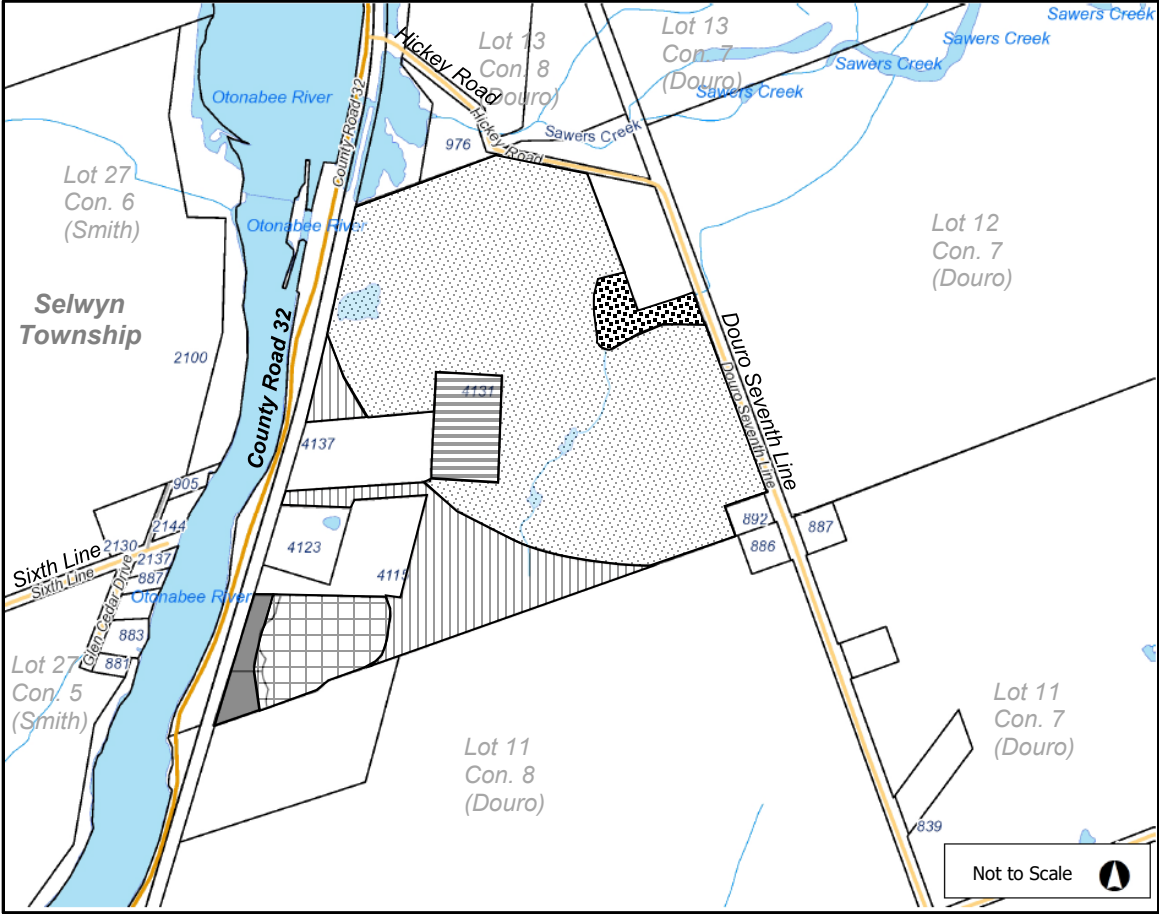 Sawers Creek
Sawers Creek
Sawers Creek
Sawers Creek
Sawers Creek
Lot 13
Con. 8
(Douro)
Lot 13
Con. 7
(Douro)
Hickey Road
Hickey Road
Hickey Road
Otonabee River
County Road 32
976
Lot 27
Con. 6
(Smith)
Otonabee River
Lot 12
Con. 7
(Douro)
Selwyn
Township
2100
County Road 32
Douro Seventh Line
Douro Seventh Line
4131
4137
905
2144
4123
4115
892
887
886
2130
2137
887
Sixth Line
Sixth Line
Glen Cedar Drive
Otonabee River
883
881
Lot 27
Con. 5
(Smith)
Lot 11
Con. 8
(Douro)
Lot 11
Con. 7
(Douro)
839
Not to Scale